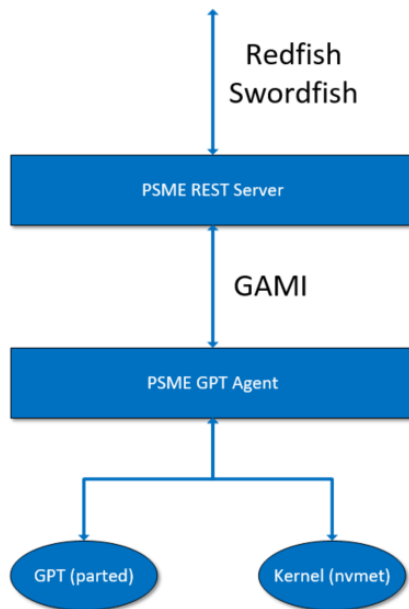 Redfish
Swordfish
PSME REST Server
GAMI
PSME GPT Agent
GPT (parted)
Kernel (nvmet)